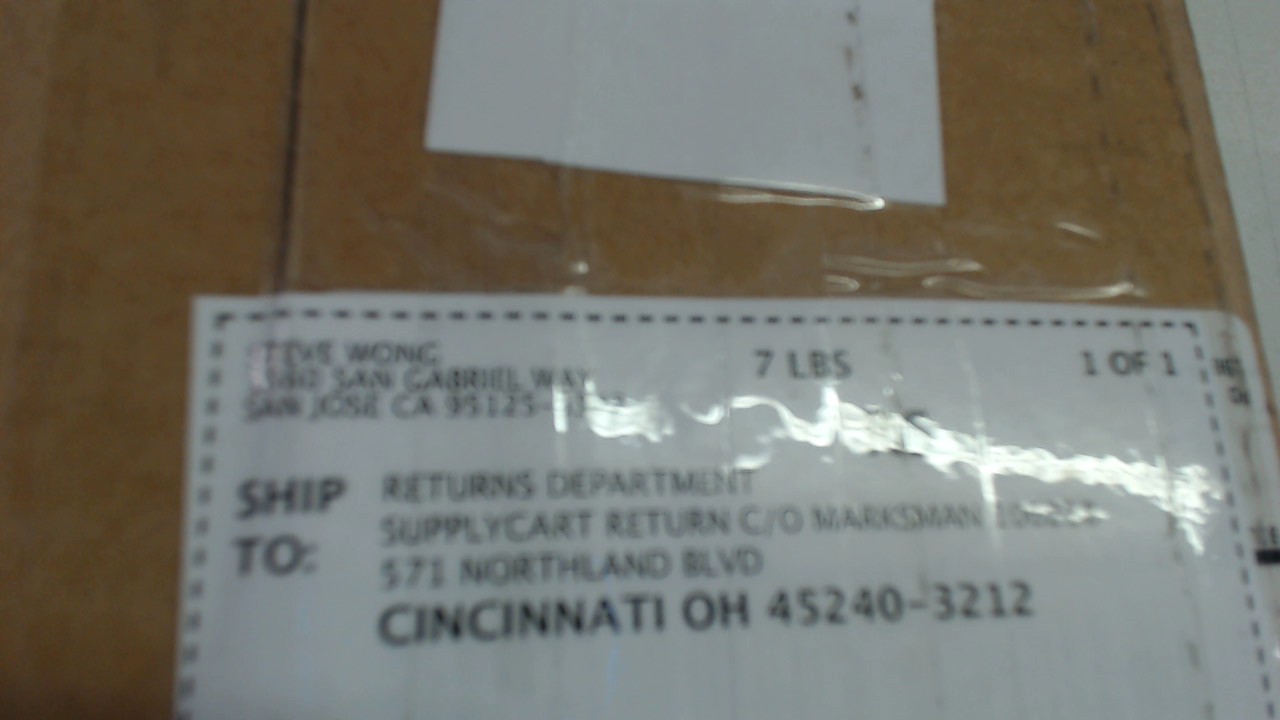 STEVE WONG
SAN GABRIEL WAY
SAN JOSE CA
7 LBS
1 OF 1
SHIP TO:
RETURNS DEPARTMENT
SUPPLYCART RETURN C/O MARKSMAN
571 NORTHLAND BLVD
CINCINNATI OH 45240-3212